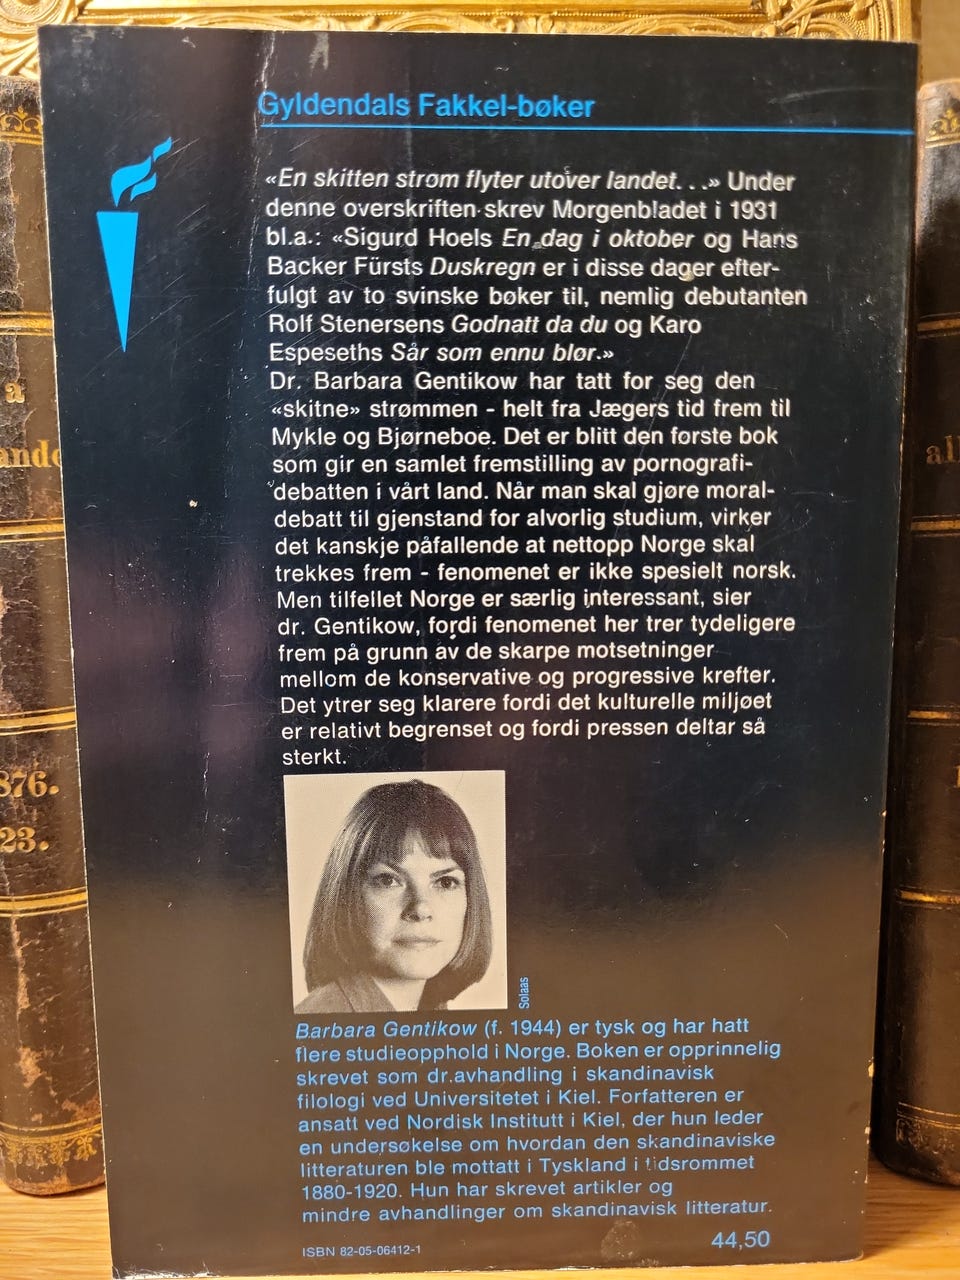 Gyldendals Fakkel-bøker
«En skitten strøm flyter utover landet. . .» Under
denne overskriften skrev Morgenbladet i 1931
bl.a.: «Sigurd Hoels En dag i oktober og Hans
Backer Fürsts Duskregn er i disse dager efter-
fulgt av to svinske bøker til, nemlig debutanten
Rolf Stenersens Godnatt da du og Karo
Espeseths Sår som ennu blør.»
Dr. Barbara Gentikow har tatt for seg den
«skitne» strømmen - helt fra Jægers tid frem til
Mykle og Bjørneboe. Det er blitt den første bok
som gir en samlet fremstilling av pornografi-
debatten i vårt land. Når man skal gjøre moral-
debatt til gjenstand for alvorlig studium, virker
det kanskje påfallende at nettopp Norge skal
trekkes frem - fenomenet er ikke spesielt norsk.
Men tilfellet Norge er særlig interessant, sier
dr. Gentikow, fordi fenomenet her trer tydeligere
frem på grunn av de skarpe motsetninger
mellom de konservative og progressive krefter.
Det ytrer seg klarere fordi det kulturelle miljøet
er relativt begrenset og fordi pressen deltar så
sterkt.
Solaas
Barbara Gentikow (f. 1944) er tysk og har hatt
flere studieopphold i Norge. Boken er opprinnelig
skrevet som dr.avhandling i skandinavisk
filologi ved Universitetet i Kiel. Forfatteren er
ansatt ved Nordisk Institutt i Kiel, der hun leder
en undersøkelse om hvordan den skandinaviske
litteraturen ble mottatt i Tyskland i tidsrommet
1880-1920. Hun har skrevet artikler og
mindre avhandlinger om skandinavisk litteratur.
ISBN 82-05-06412-1
44,50
a
876.
23.